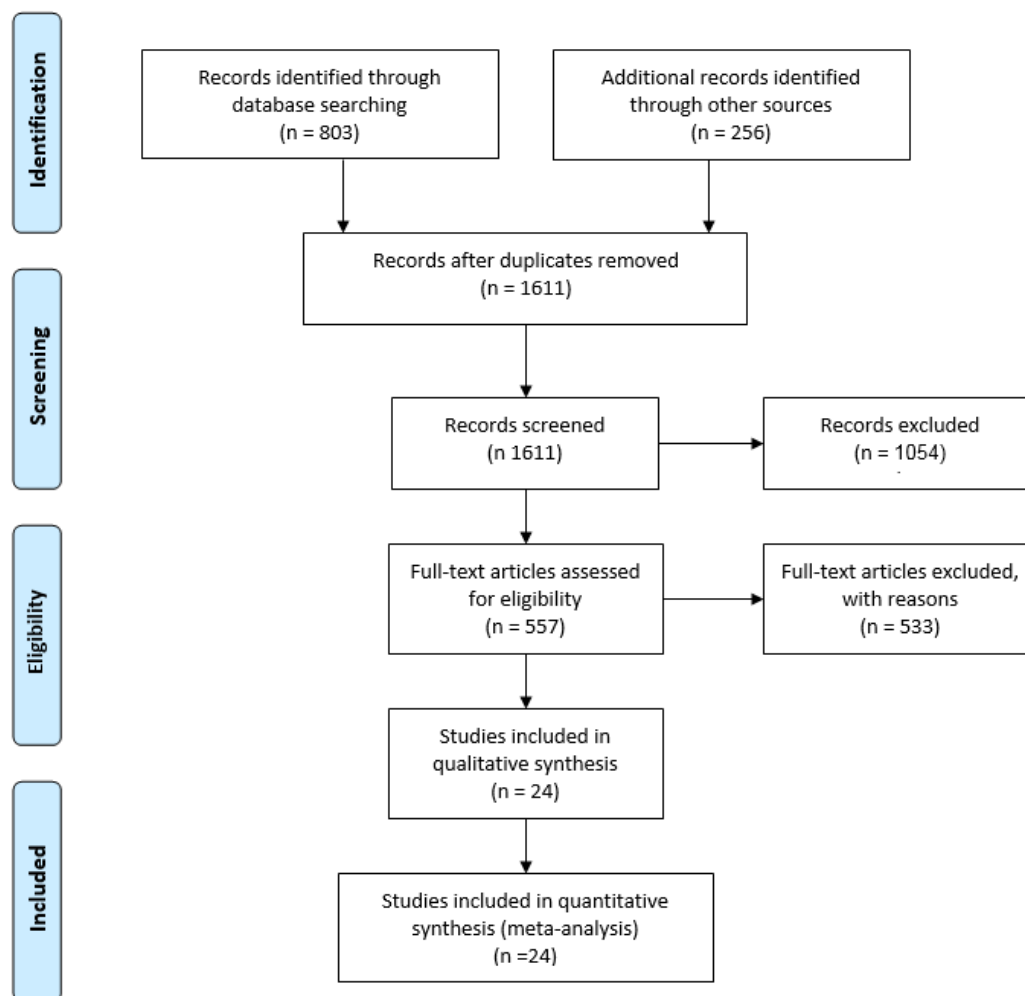 Identification
Records identified through
database searching
(n = 803)
Additional records identified
through other sources
(n = 256)
Screening
Records after duplicates removed
(n = 1611)
Records screened
(n 1611)
Records excluded
(n = 1054)
Eligibility
Full-text articles assessed
for eligibility
(n = 557)
Full-text articles excluded,
with reasons
(n = 533)
Studies included in
qualitative synthesis
(n = 24)
Included
Studies included in quantitative
synthesis (meta-analysis)
(n =24)